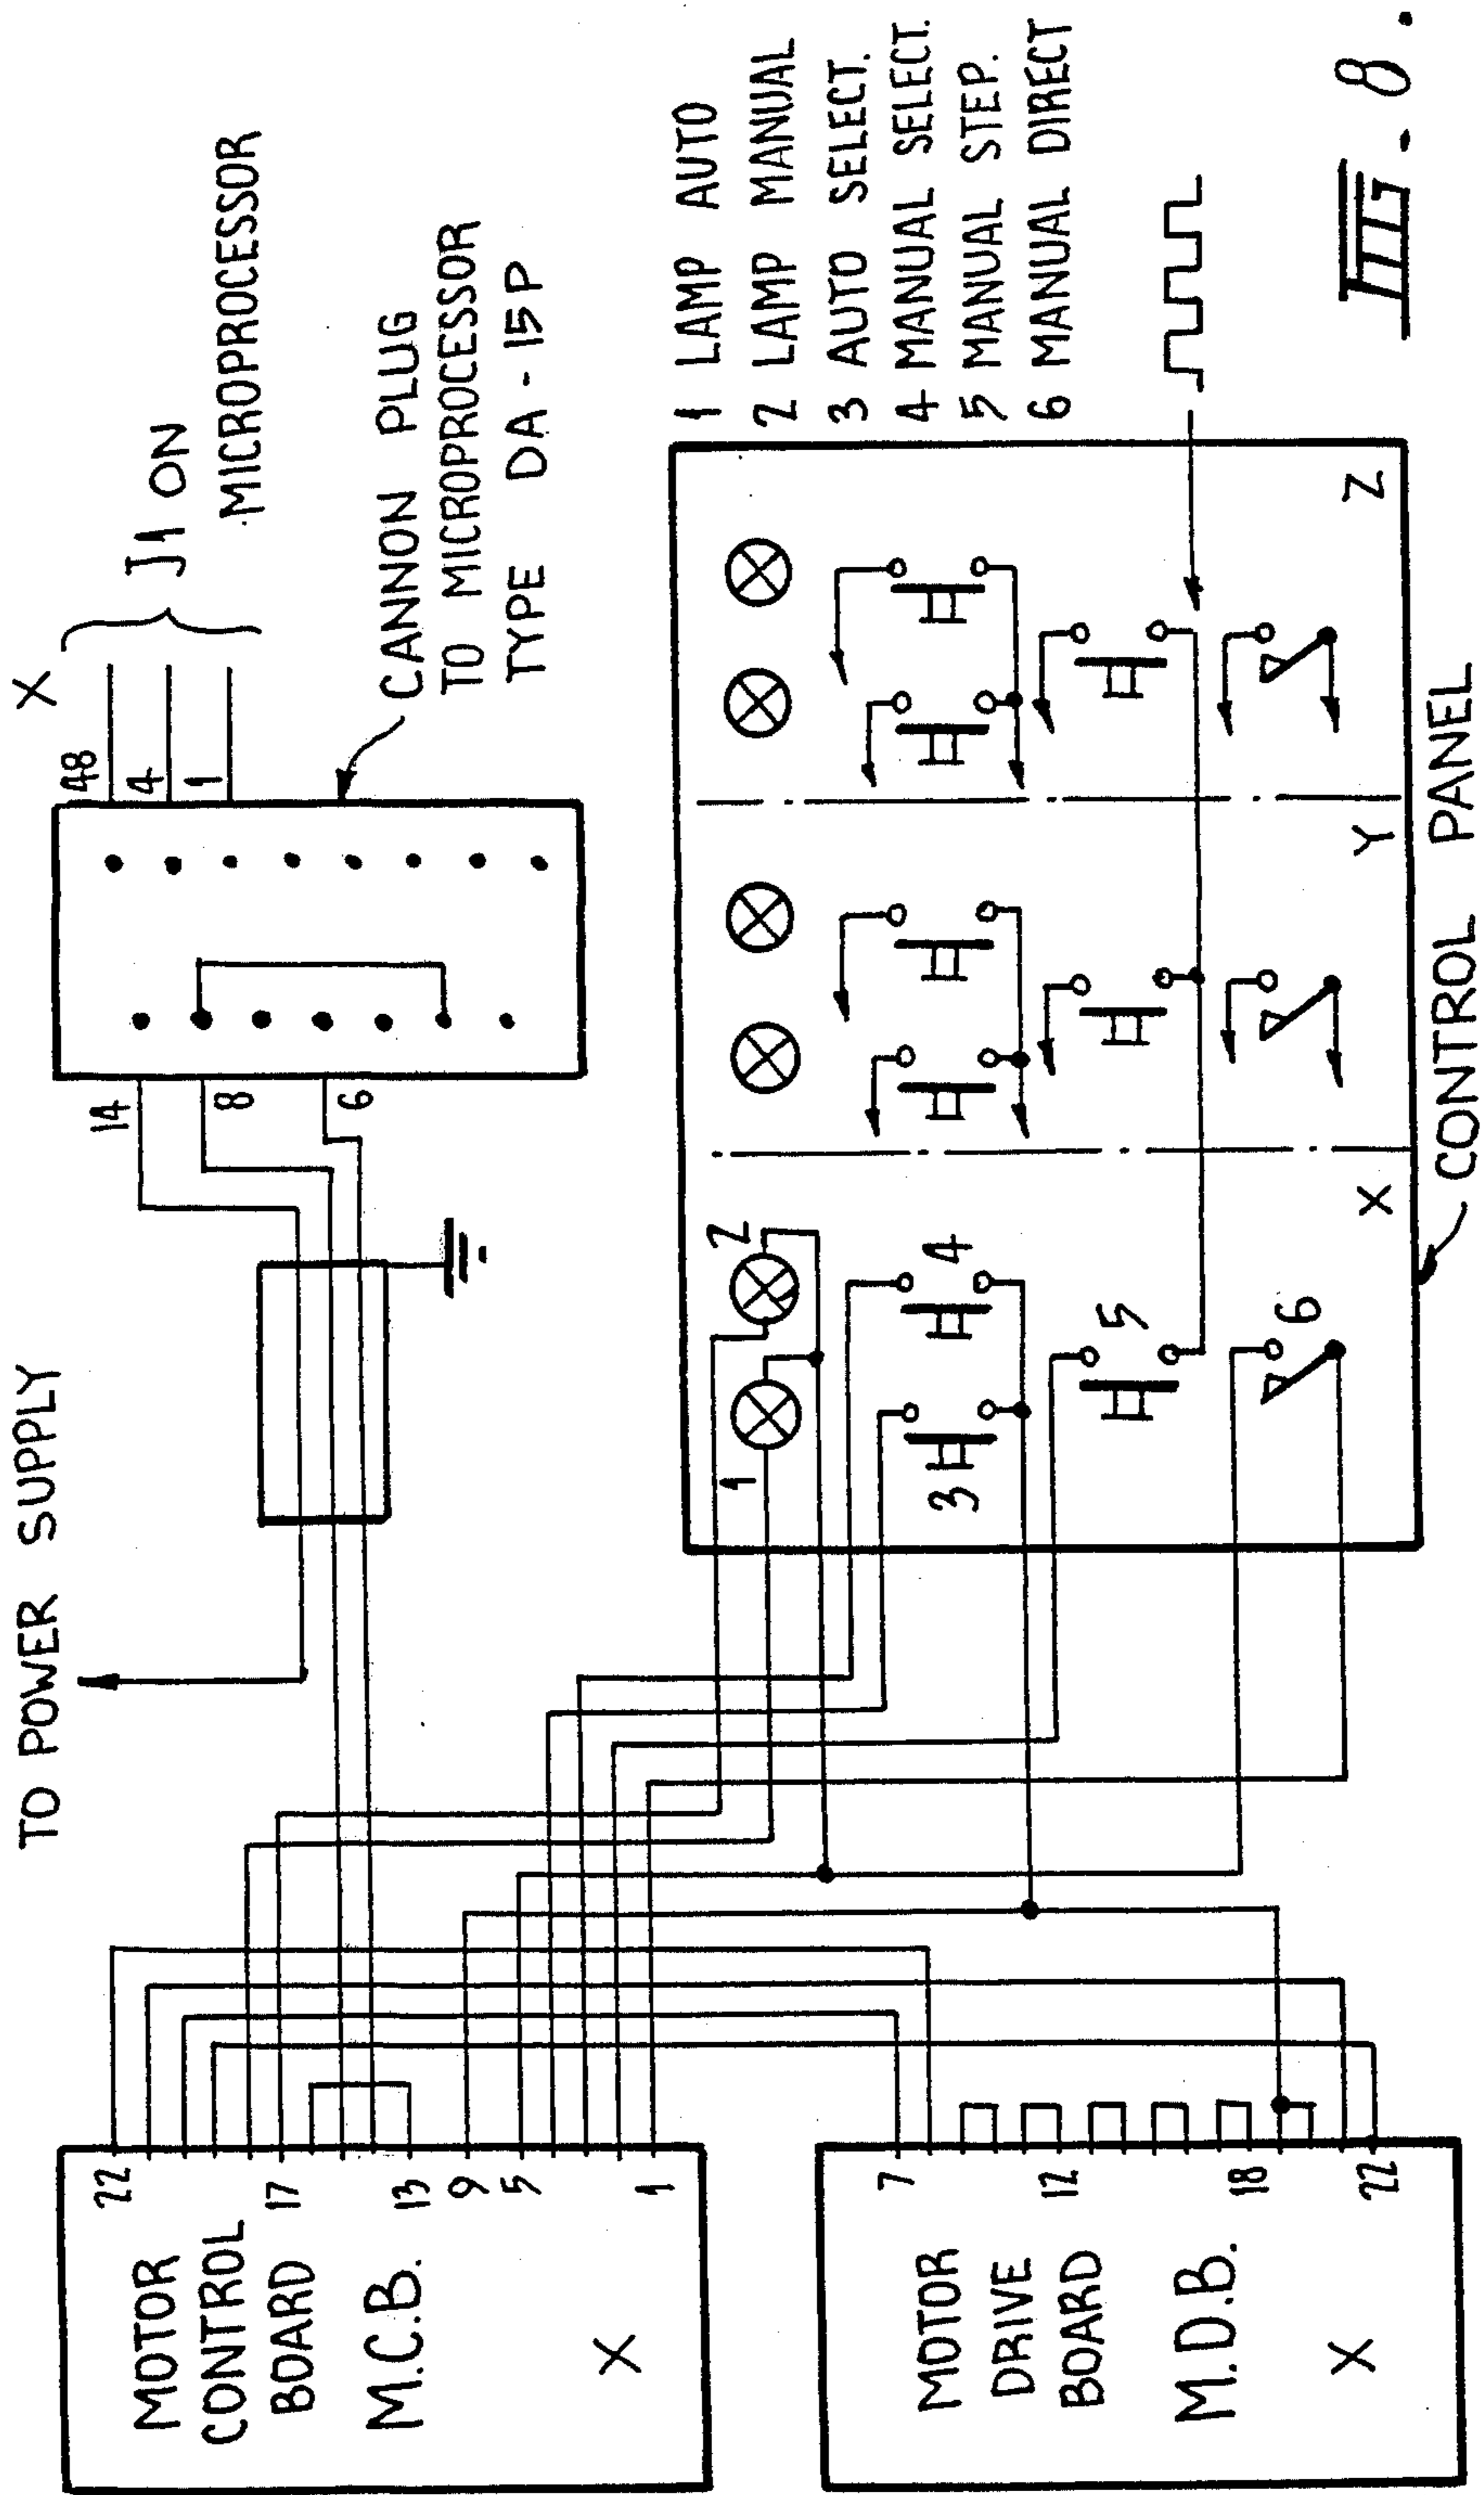 TO POWER SUPPLY
X
48
4
1
J1 ON
MICROPROCESSOR
14
8
6
CANNON PLUG
TO MICROPROCESSOR
TYPE DA-15P
MOTOR
CONTROL
BOARD
M.C.B.
X
22
17
13
9
5
1
MOTOR
DRIVE
BOARD
M.D.B.
X
7
12
18
22
1
2
3
4
5
6
X
Y
Z
CONTROL PANEL
1 LAMP AUTO
2 LAMP MANUAL
3 AUTO SELECT.
4 MANUAL SELECT.
5 MANUAL STEP.
6 MANUAL DIRECT
FIG-8.